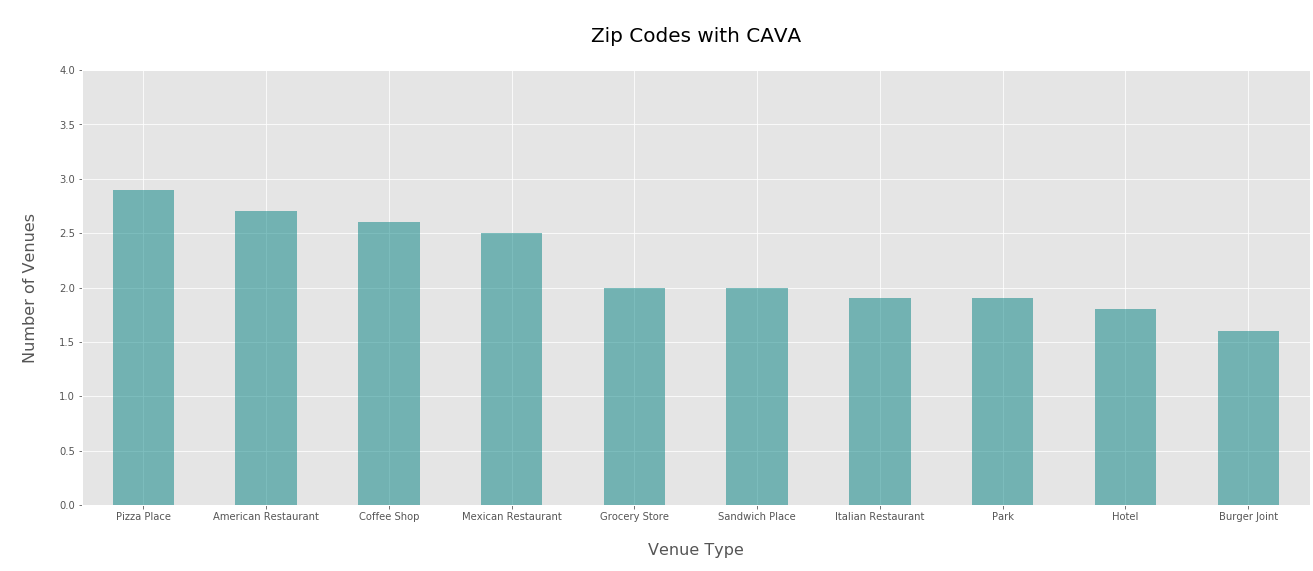 Zip Codes with CAVA
Number of Venues
4.0
3.5
3.0
2.5
2.0
1.5
1.0
0.5
0.0
Pizza Place American Restaurant Coffee Shop Mexican Restaurant Grocery Store Sandwich Place Italian Restaurant Park Hotel Burger Joint
Venue Type